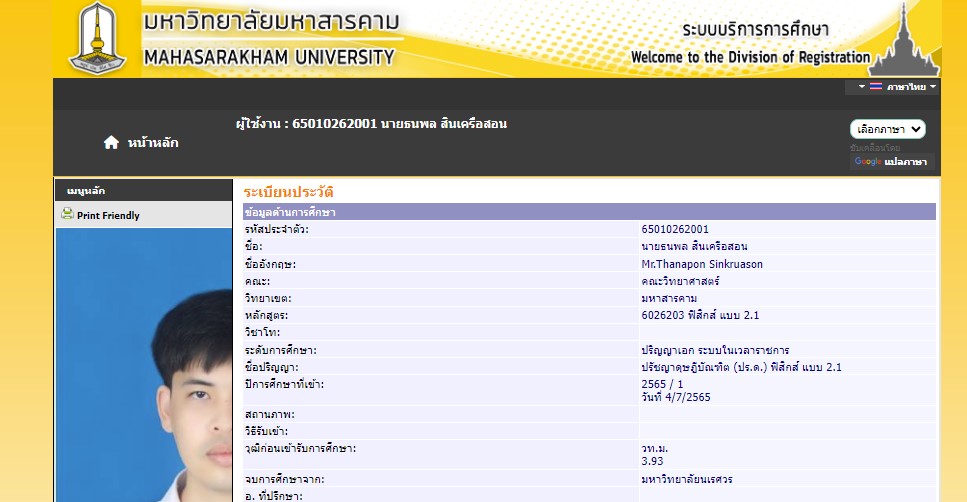 มหาวิทยาลัยมหาสารคาม
MAHASARAKHAM UNIVERSITY
ระบบบริการการศึกษา
Welcome to the Division of Registration
ภาษาไทย
หน้าหลัก
ผู้ใช้งาน : 65010262001 นายธนพล สินเครือสอน
เลือกภาษา
ขับเคลื่อนโดย
Google แปลภาษา
เมนูหลัก
Print Friendly
ระเบียนประวัติ
ข้อมูลด้านการศึกษา
รหัสประจำตัว: 65010262001
ชื่อ: นายธนพล สินเครือสอน
ชื่ออังกฤษ: Mr.Thanapon Sinkruason
คณะ: คณะวิทยาศาสตร์
วิทยาเขต: มหาสารคาม
หลักสูตร: 6026203 ฟิสิกส์ แบบ 2.1
วิชาโท:
ระดับการศึกษา: ปริญญาเอก ระบบในเวลาราชการ
ชื่อปริญญา: ปรัชญาดุษฎีบัณฑิต (ปร.ด.) ฟิสิกส์ แบบ 2.1
ปีการศึกษาที่เข้า: 2565 / 1
วันที่ 4/7/2565
สถานภาพ:
วิธีรับเข้า:
วุฒิก่อนเข้ารับการศึกษา: วท.ม.
3.93
จบการศึกษาจาก: มหาวิทยาลัยนเรศวร
อ. ที่ปรึกษา: